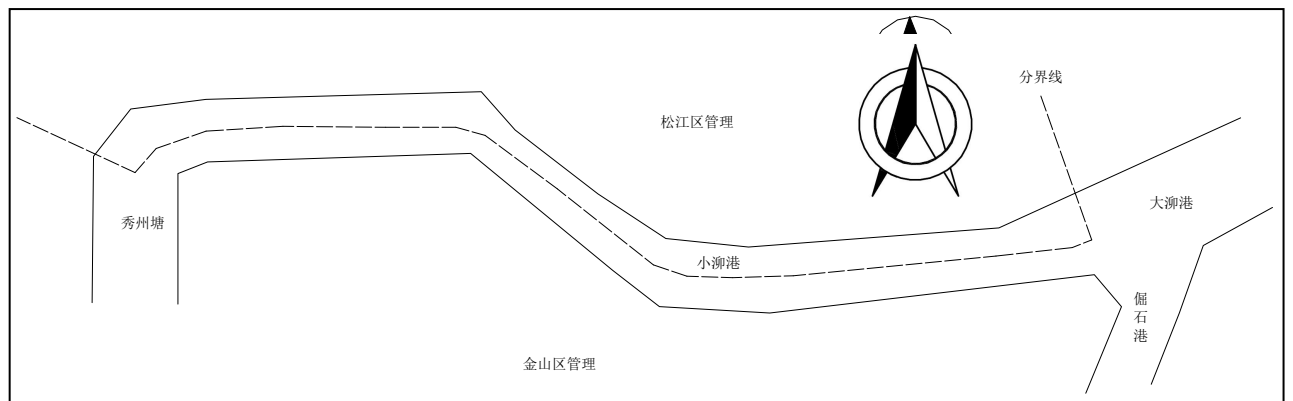 分界线
松江区管理
大泖港
秀州塘
小泖港
倔
石
港
金山区管理